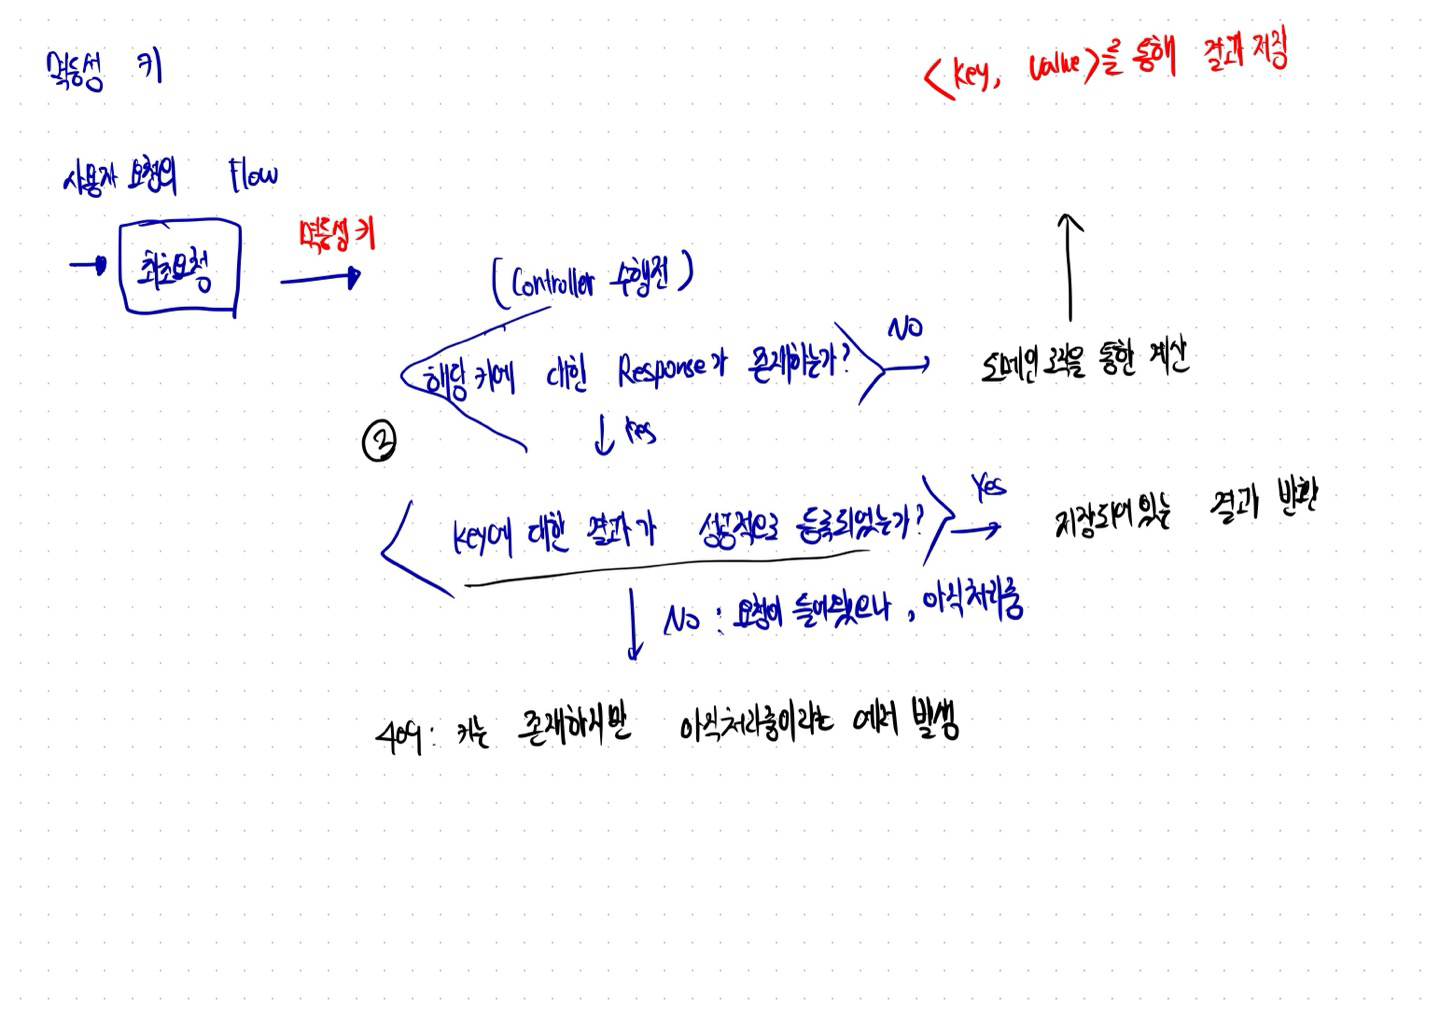 멱등성 키
<key, value>를 통해 결과 저장
사용자 요청의 Flow
최초요청
멱등성 키
(Controller 수행전)
해당 키에 대한 Response가 존재하는가?
NO
도메인 로직을 통한 계산
Yes
②
key에 대한 결과가 성공적으로 등록되었는가?
Yes
저장되어있는 결과 반환
No : 요청이 들어왔으나, 아직처리중
409: 키는 존재하지만 아직처리중이라는 에러 발생